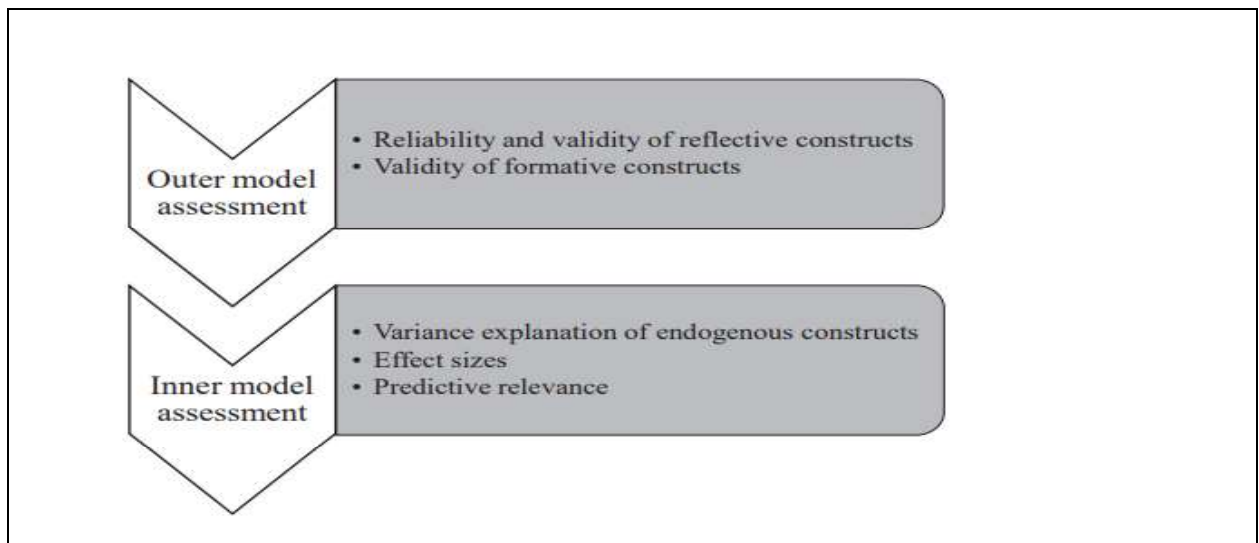 Outer model
assessment
• Reliability and validity of reflective constructs
• Validity of formative constructs
Inner model
assessment
• Variance explanation of endogenous constructs
• Effect sizes
• Predictive relevance